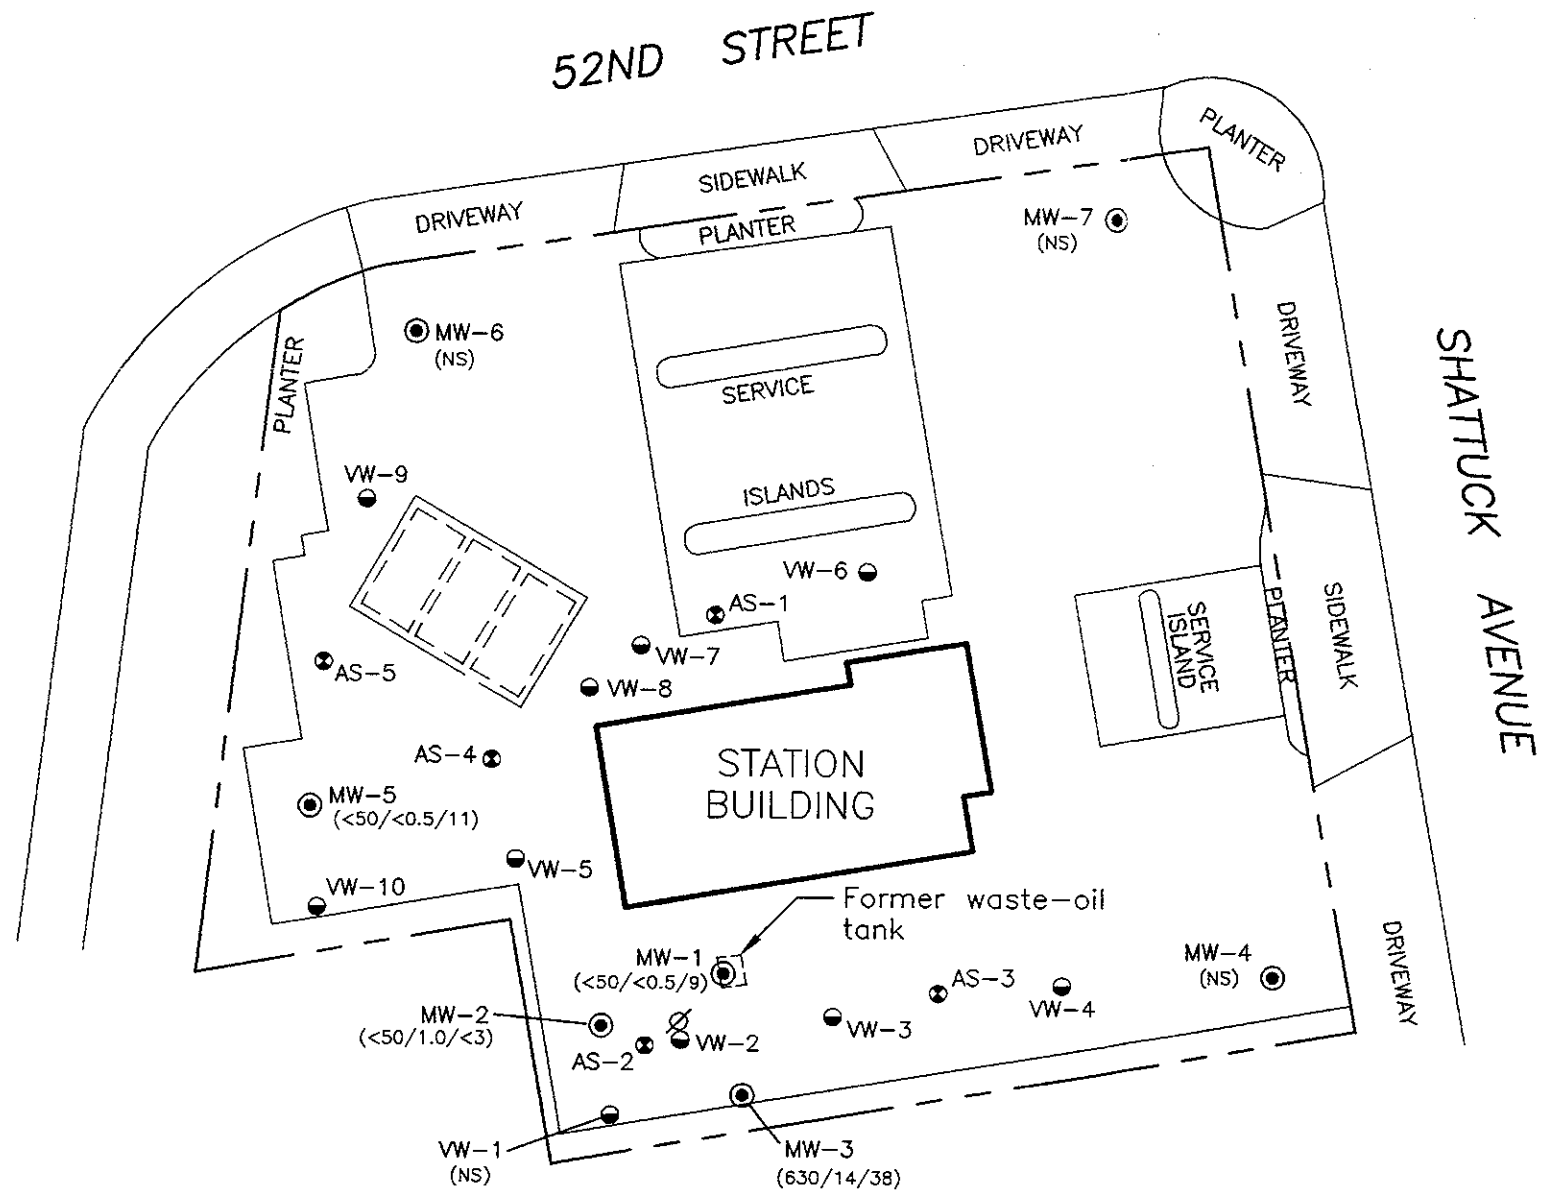 52ND STREET
PLANTER
DRIVEWAY
SIDEWALK
DRIVEWAY
PLANTER
MW-7
(NS)
MW-6
(NS)
PLANTER
SERVICE
DRIVEWAY
SHATTUCK AVENUE
VW-9
ISLANDS
VW-6
AS-1
SERVICE
ISLAND
PLANTER
SIDEWALK
VW-7
AS-5
VW-8
AS-4
STATION
BUILDING
MW-5
(<50/<0.5/11)
VW-5
VW-10
Former waste-oil
tank
MW-1
(<50/<0.5/9)
MW-4
(NS)
AS-3
VW-4
DRIVEWAY
MW-2
(<50/1.0/<3)
VW-3
VW-2
AS-2
VW-1
(NS)
MW-3
(630/14/38)